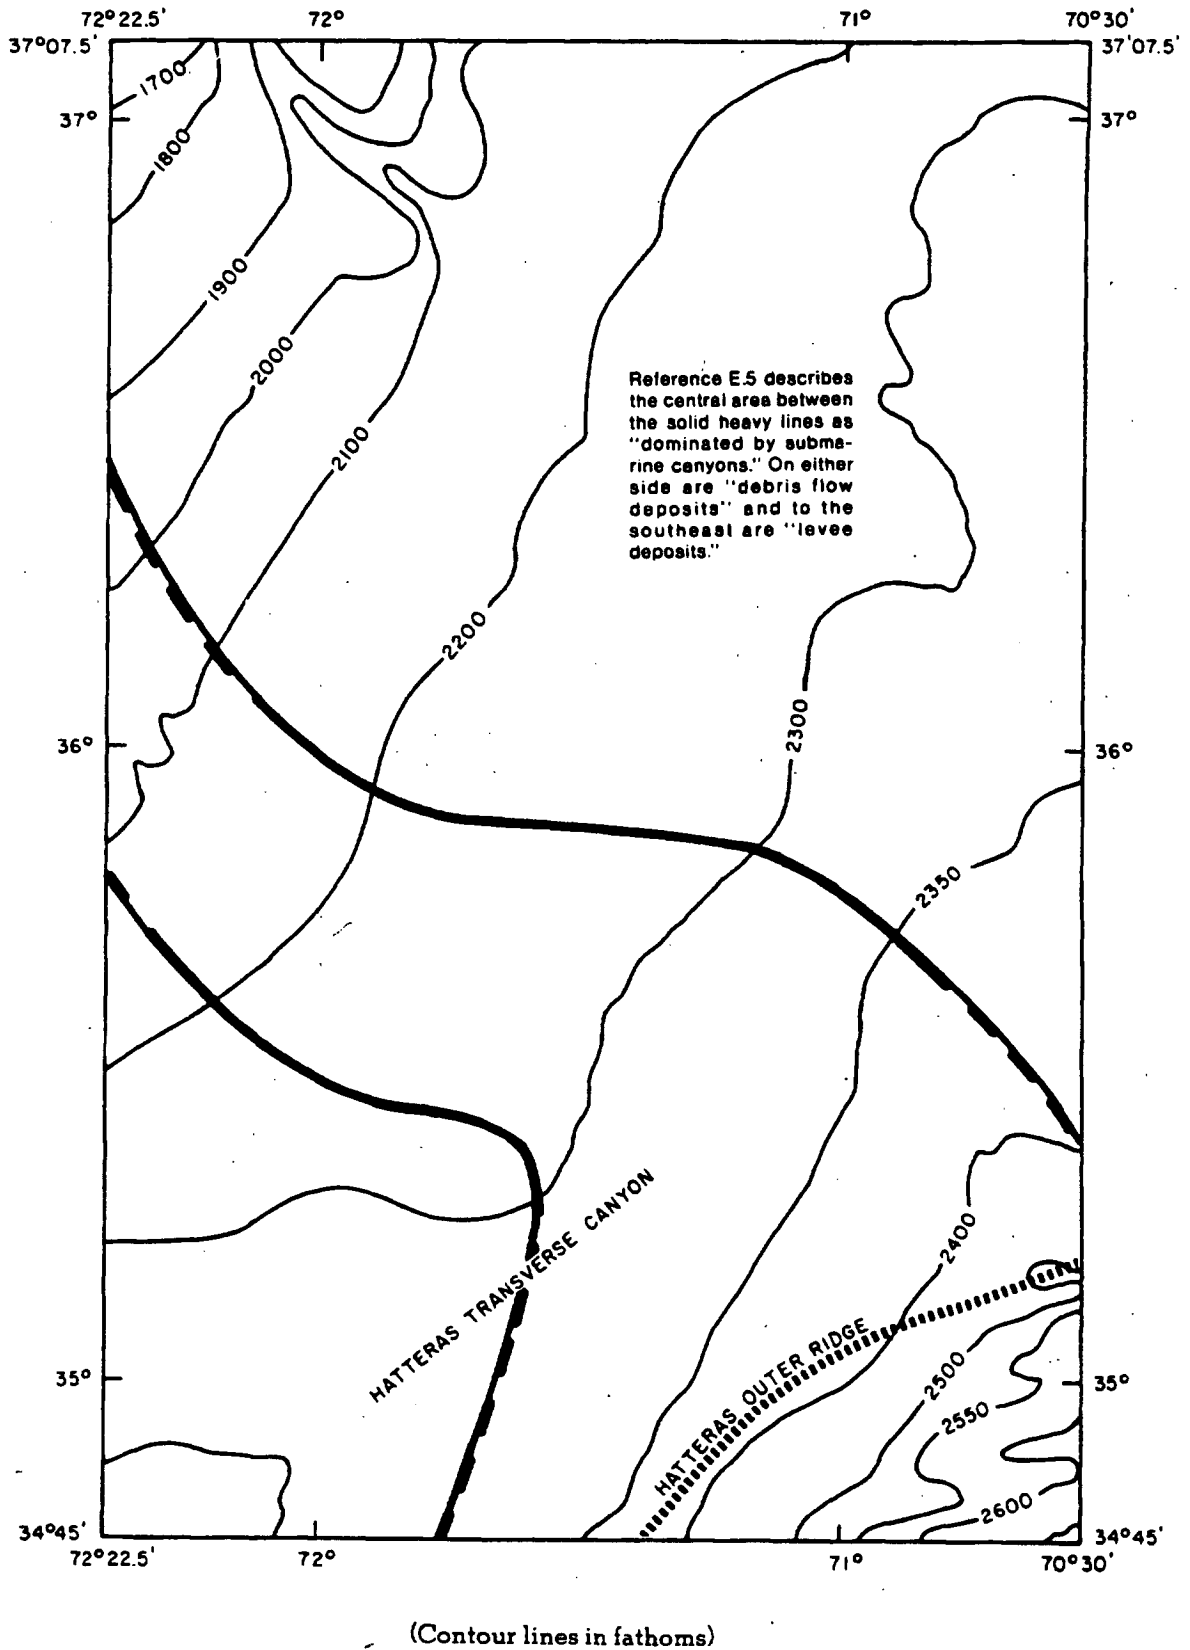 72°22.5'
72°
71°
70°30'
37°07.5'
37'07.5'
1700
37°
37°
1800
1900
2000
Reference E.5 describes
the central area between
the solid heavy lines as
"dominated by subma-
rine canyons." On either
side are "debris flow
deposits" and to the
southeast are "levee
deposits."
2100
2200
2300
36°
36°
2350
HATTERAS TRANSVERSE CANYON
2400
HATTERAS OUTER RIDGE
35°
35°
2500
2550
2600
34°45'
34°45'
72°22.5'
72°
71°
70°30'
(Contour lines in fathoms)